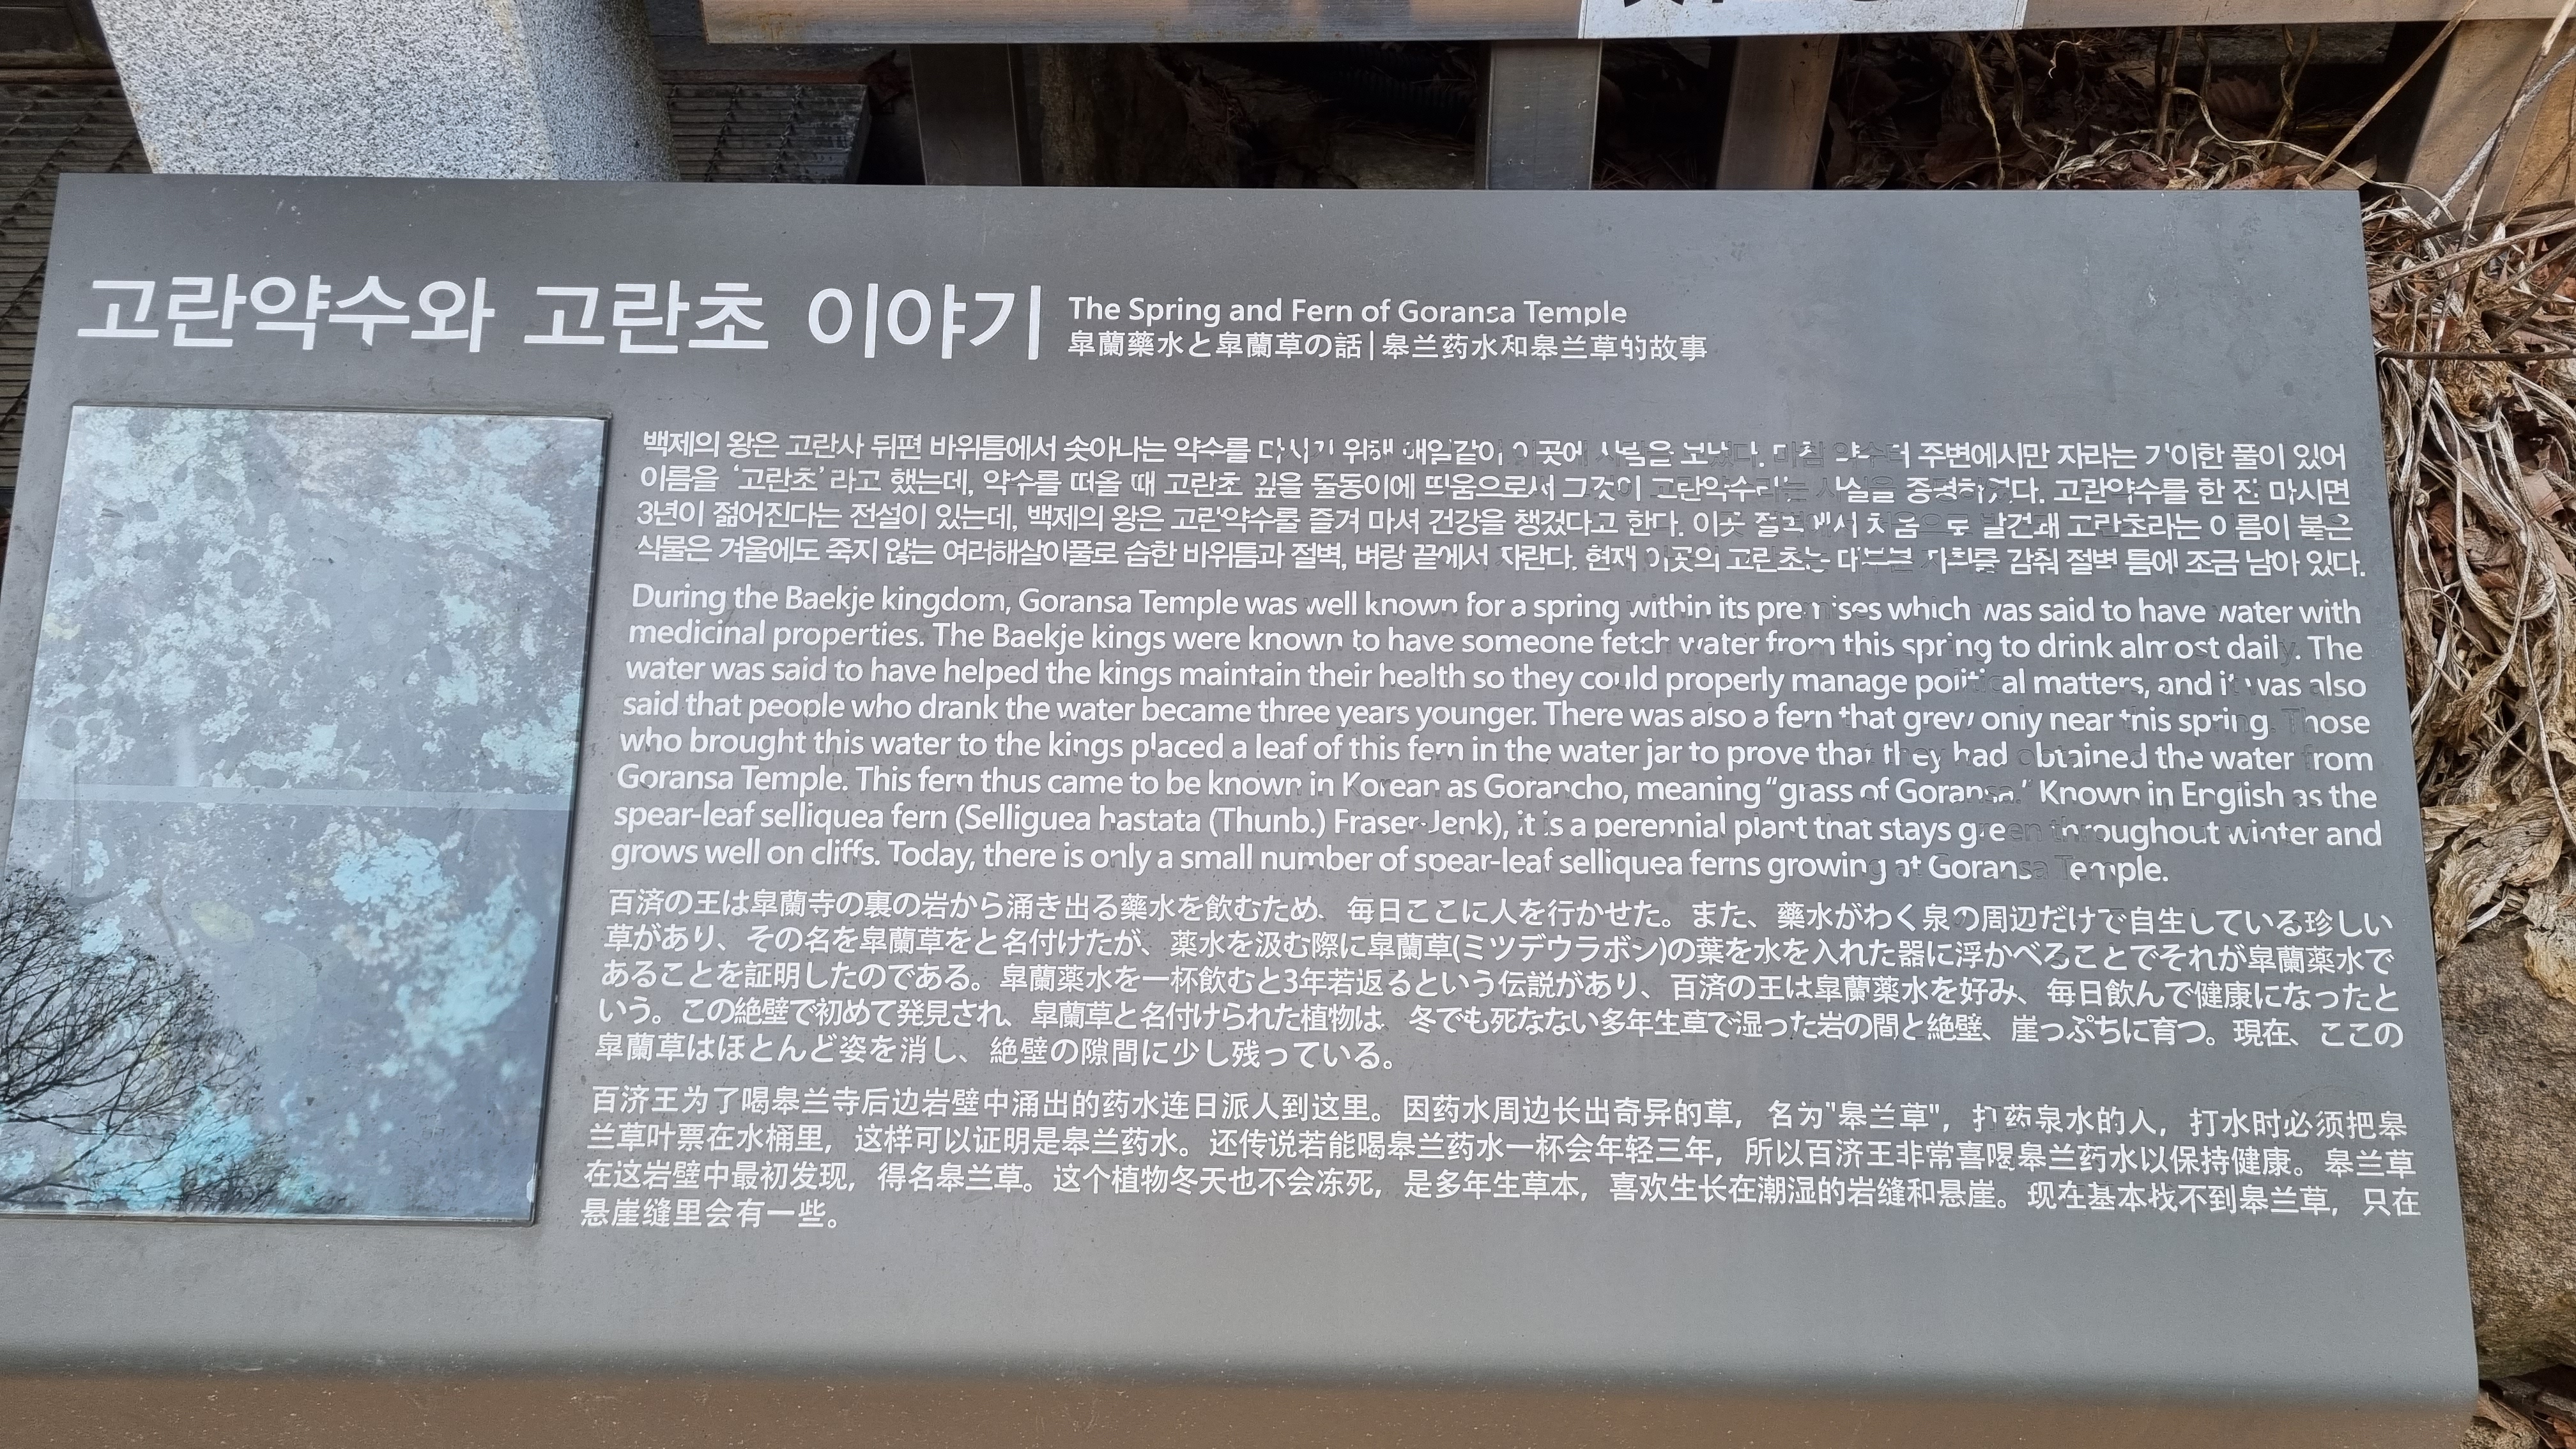 고란약수와 고란초 이야기
The Spring and Fern of Goransa Temple
皐蘭藥水と皐蘭草の話 | 皋兰药水和皋兰草的故事
백제의 왕은 고란사 뒤편 바위틈에서 솟아나는 약수를 마시기 위해 매일같이 이곳에 사람을 보냈다. 마침 약수터 주변에서만 자라는 기이한 풀이 있어
이름을 ‘고란초’라고 했는데, 약수를 떠올 때 고란초 잎을 물동이에 띄움으로서 그것이 고란약수라는 사실을 증명하였다. 고란약수를 한 잔 마시면
3년이 젊어진다는 전설이 있는데, 백제의 왕은 고란약수를 즐겨 마셔 건강을 챙겼다고 한다. 이곳 절벽에서 처음으로 발견돼 고란초라는 이름이 붙은
식물은 겨울에도 죽지 않는 여러해살이풀로 습한 바위틈과 절벽, 벼랑 끝에서 자란다. 현재 이곳의 고란초는 대부분 자취를 감춰 절벽 틈에 조금 남아 있다.
During the Baekje kingdom, Goransa Temple was well known for a spring within its premises which was said to have water with
medicinal properties. The Baekje kings were known to have someone fetch water from this spring to drink almost daily. The
water was said to have helped the kings maintain their health so they could properly manage political matters, and it was also
said that people who drank the water became three years younger. There was also a fern that grew only near this spring. Those
who brought this water to the kings placed a leaf of this fern in the water jar to prove that they had obtained the water from
Goransa Temple. This fern thus came to be known in Korean as Gorancho, meaning “grass of Goransa.” Known in English as the
spear-leaf selliquea fern (Selliguea hastata (Thunb.) Fraser-Jenk), it is a perennial plant that stays green throughout winter and
grows well on cliffs. Today, there is only a small number of spear-leaf selliquea ferns growing at Goransa Temple.
百済の王は皐蘭寺の裏の岩から涌き出る藥水を飲むため、毎日ここに人を行かせた。また、藥水がわく泉の周辺だけで自生している珍しい
草があり、その名を皐蘭草をと名付けたが、薬水を汲む際に皐蘭草(ミツデウラボシ)の葉を水を入れた器に浮かべることでそれが皐蘭薬水で
あることを証明したのである。皐蘭薬水を一杯飲むと3年若返るという伝説があり、百済の王は皐蘭薬水を好み、毎日飲んで健康になったと
いう。この絶壁で初めて発見され、皐蘭草と名付けられた植物は、冬でも死なない多年生草で湿った岩の間と絶壁、崖っぷちに育つ。現在、ここの
皐蘭草はほとんど姿を消し、絶壁の隙間に少し残っている。
百济王为了喝皋兰寺后边岩壁中涌出的药水连日派人到这里。因药水周边长出奇异的草，名为"皋兰草"，打药泉水的人，打水时必须把皋
兰草叶票在水桶里，这样可以证明是皋兰药水。还传说若能喝皋兰药水一杯会年轻三年，所以百济王非常喜喝皋兰药水以保持健康。皋兰草
在这岩壁中最初发现，得名皋兰草。这个植物冬天也不会冻死，是多年生草本，喜欢生长在潮湿的岩缝和悬崖。现在基本找不到皋兰草，只在
悬崖缝里会有一些。